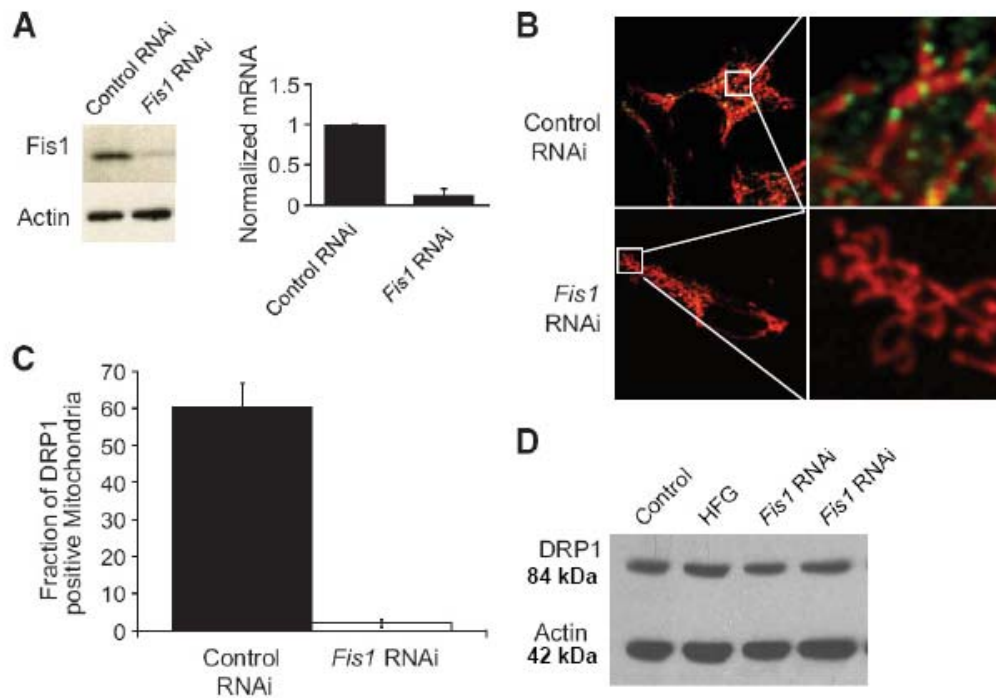 A
Control RNAi
Fis1 RNAi
Fis1
Actin
Normalized mRNA
1.5
1
0.5
0
Control RNAi
Fis1 RNAi
B
Control
RNAi
Fis1
RNAi
C
Fraction of DRP1
positive Mitochondria
70
60
50
40
30
20
10
0
Control
RNAi
Fis1 RNAi
D
Control
HFG
Fis1 RNAi
Fis1 RNAi
DRP1
84 kDa
Actin
42 kDa